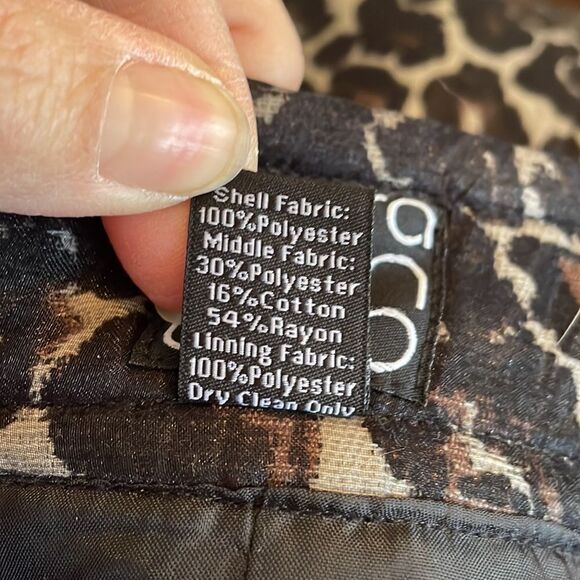 Shell Fabric:
100%Polyester
Middle Fabric:
30%Polyester
16%Cotton
54%Rayon
Linning Fabric:
100%Polyester
Dry Clean Only